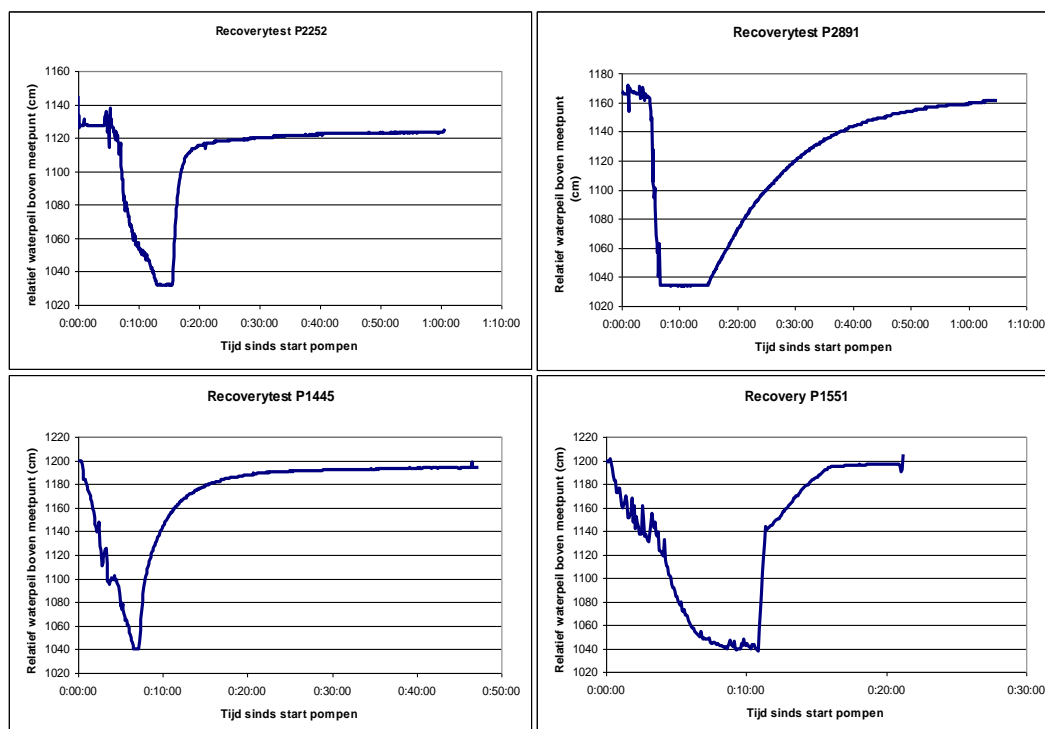 Recoverytest P2252
relatief waterpeil boven meetpunt (cm)
1160
1140
1120
1100
1080
1060
1040
1020
0:00:00 0:10:00 0:20:00 0:30:00 0:40:00 0:50:00 1:00:00 1:10:00
Tijd sinds start pompen
Recoverytest P2891
Relatief waterpeil boven meetpunt
(cm)
1180
1160
1140
1120
1100
1080
1060
1040
1020
0:00:00 0:10:00 0:20:00 0:30:00 0:40:00 0:50:00 1:00:00 1:10:00
Tijd sinds start pompen
Recoverytest P1445
Relatief waterpeil boven meetpunt (cm)
1220
1200
1180
1160
1140
1120
1100
1080
1060
1040
1020
0:00:00 0:10:00 0:20:00 0:30:00 0:40:00 0:50:00
Tijd sinds start pompen
Recovery P1551
Relatief waterpeil boven meetpunt (cm)
1220
1200
1180
1160
1140
1120
1100
1080
1060
1040
1020
0:00:00 0:10:00 0:20:00 0:30:00
Tijd sinds start pompen